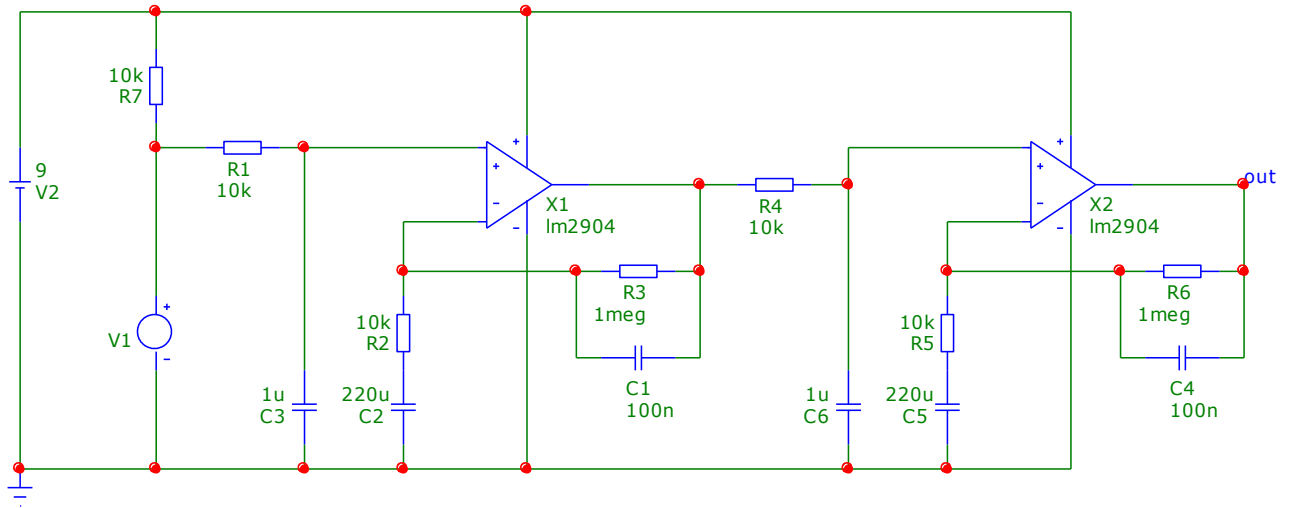 10k
R7
9
V2
R1
10k
+
+
-
-
X1
lm2904
R4
10k
+
+
-
-
X2
lm2904
out
V1
+
-
10k
R2
R3
1meg
10k
R5
R6
1meg
1u
C3
220u
C2
C1
100n
1u
C6
220u
C5
C4
100n